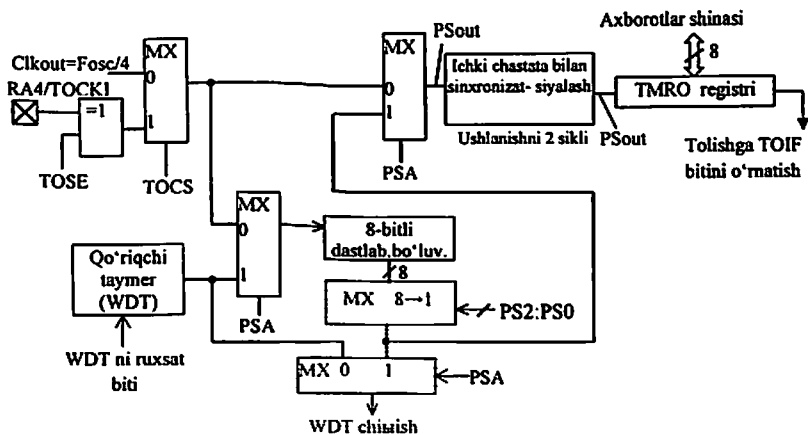 Clkout=Fosc/4
RA4/TOCK1
=1
TOSE
MX
0
1
TOCS
MX
0
1
PSA
PSout
Ichki chastata bilan
sinxronizat- siyalash
Ushlanishni 2 sikli
PSout
Axborotlar shinasi
8
TMRO registri
Tolishga TOIF
bitini o‘rnatish
MX
0
1
PSA
8-bitli
dastlab.bo‘luv.
8
MX 8→1
PS2:PS0
Qo‘riqchi
taymer
(WDT)
WDT ni ruxsat
biti
MX 0 1
PSA
WDT chiqish